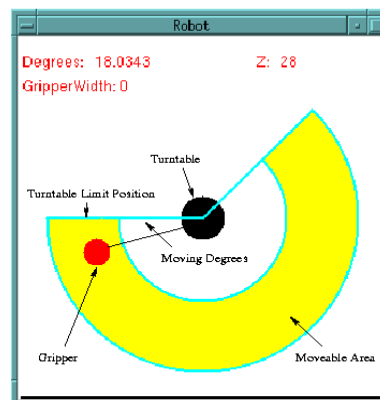 Robot
Degrees: 18.0343 Z: 28
GripperWidth: 0
Turntable
Turntable Limit Position
Moving Degrees
Gripper
Moveable Area